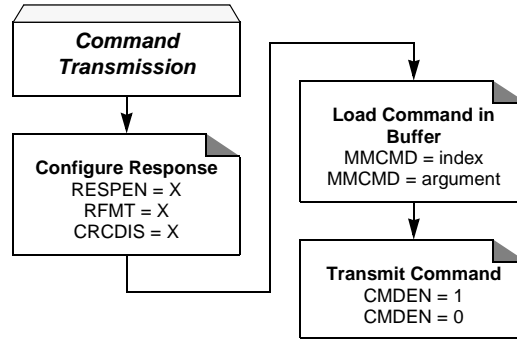 Command
Transmission
Configure Response
RESPEN = X
RFMT = X
CRCDIS = X
Load Command in
Buffer
MMCMD = index
MMCMD = argument
Transmit Command
CMDEN = 1
CMDEN = 0